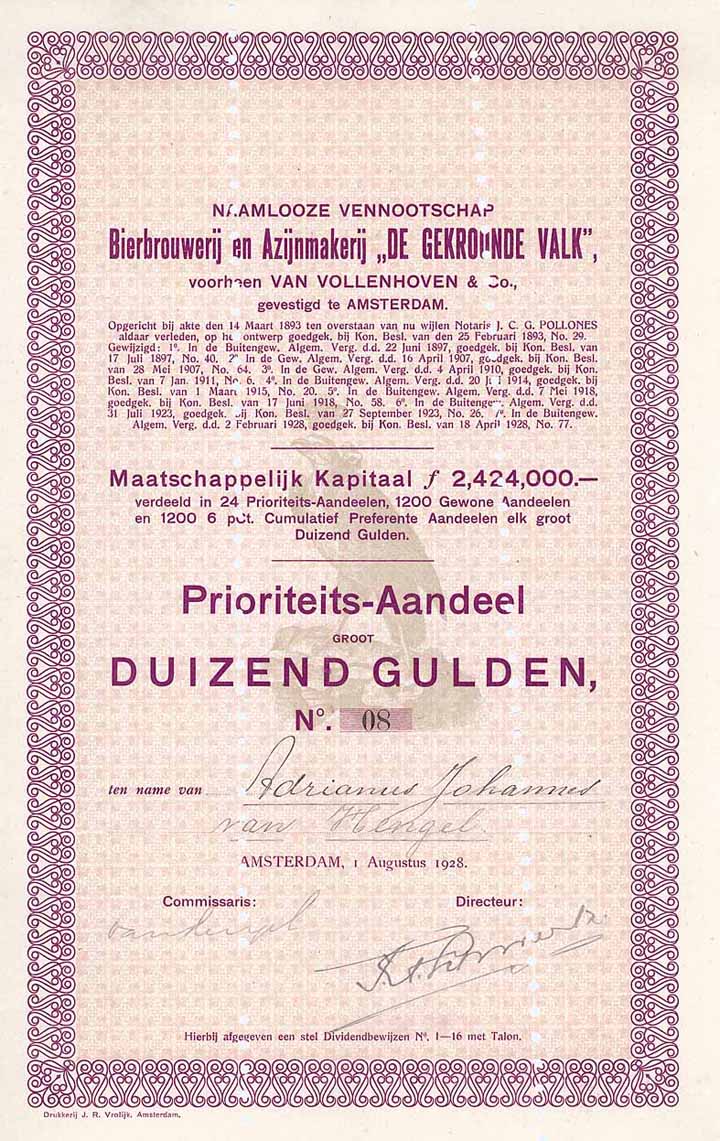 NAAMLOOZE VENNOOTSCHAP
Bierbrouwerij en Azijnmakerij „DE GEKROONDE VALK”,
voorheen VAN VOLLENHOVEN & Co.,
gevestigd te AMSTERDAM.
Opgericht bij akte den 14 Maart 1893 ten overstaan van nu wijlen Notaris J. C. G. POLLONES
aldaar verleden, op het ontwerp goedgek. bij Kon. Besl. van den 25 Februari 1893, No. 29.
Gewijzigd: 1º. In de Buitengew. Algem. Verg. d.d. 22 Juni 1897, goedgek. bij Kon. Besl. van
17 Juli 1897, No. 40. 2º In de Gew. Algem. Verg. d.d. 16 April 1907, goedgek. bij Kon. Besl.
van 28 Mei 1907, No. 64. 3º. In de Gew. Algem. Verg. d.d. 4 April 1910, goedgek. bij Kon.
Besl. van 7 Jan. 1911, No. 6. 4º. In de Buitengew. Algem. Verg. d.d. 20 Juli 1914, goedgek. bij
Kon. Besl. van 1 Maart 1915, No. 20. 5º. In de Buitengew. Algem. Verg. d.d. 7 Mei 1918,
goedgek. bij Kon. Besl. van 17 Juni 1918, No. 58. 6º. In de Buitengew. Algem. Verg. d.d.
31 Juli 1923, goedgek. bij Kon. Besl. van 27 September 1923, No. 26. 7º. In de Buitengew.
Algem. Verg. d.d. 2 Februari 1928, goedgek. bij Kon. Besl. van 18 April 1928, No. 77.
Maatschappelijk Kapitaal ƒ 2,424,000.—
verdeeld in 24 Prioriteits-Aandeelen, 1200 Gewone Aandeelen
en 1200 6 pct. Cumulatief Preferente Aandeelen elk groot
Duizend Gulden.
Prioriteits-Aandeel
GROOT
DUIZEND GULDEN,
Nº. 08
ten name van Adrianus Johannes
van Hengel.
AMSTERDAM, 1 Augustus 1928.
Commissaris: Directeur:
vanhengel
Hierbij afgegeven een stel Dividendbewijzen Nº. 1—16 met Talon.
Drukkerij J. R. Vrolijk, Amsterdam.